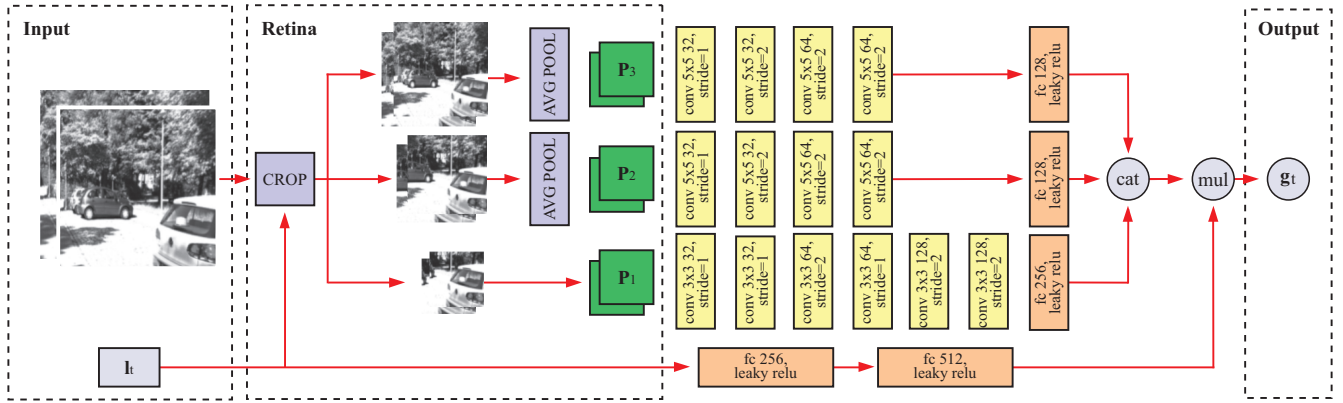 Input
Retina
Output
CROP
AVG POOL
P3
conv 5x5 32,
stride=1
conv 5x5 32,
stride=2
conv 5x5 64,
stride=2
conv 5x5 64,
stride=2
fc 128,
leaky relu
AVG POOL
P2
conv 5x5 32,
stride=1
conv 5x5 32,
stride=2
conv 5x5 64,
stride=2
conv 5x5 64,
stride=2
fc 128,
leaky relu
cat
mul
gt
P1
conv 3x3 32,
stride=1
conv 3x3 32,
stride=1
conv 3x3 64,
stride=2
conv 3x3 64,
stride=1
conv 3x3 128,
stride=2
conv 3x3 128,
stride=2
fc 256,
leaky relu
lt
fc 256,
leaky relu
fc 512,
leaky relu